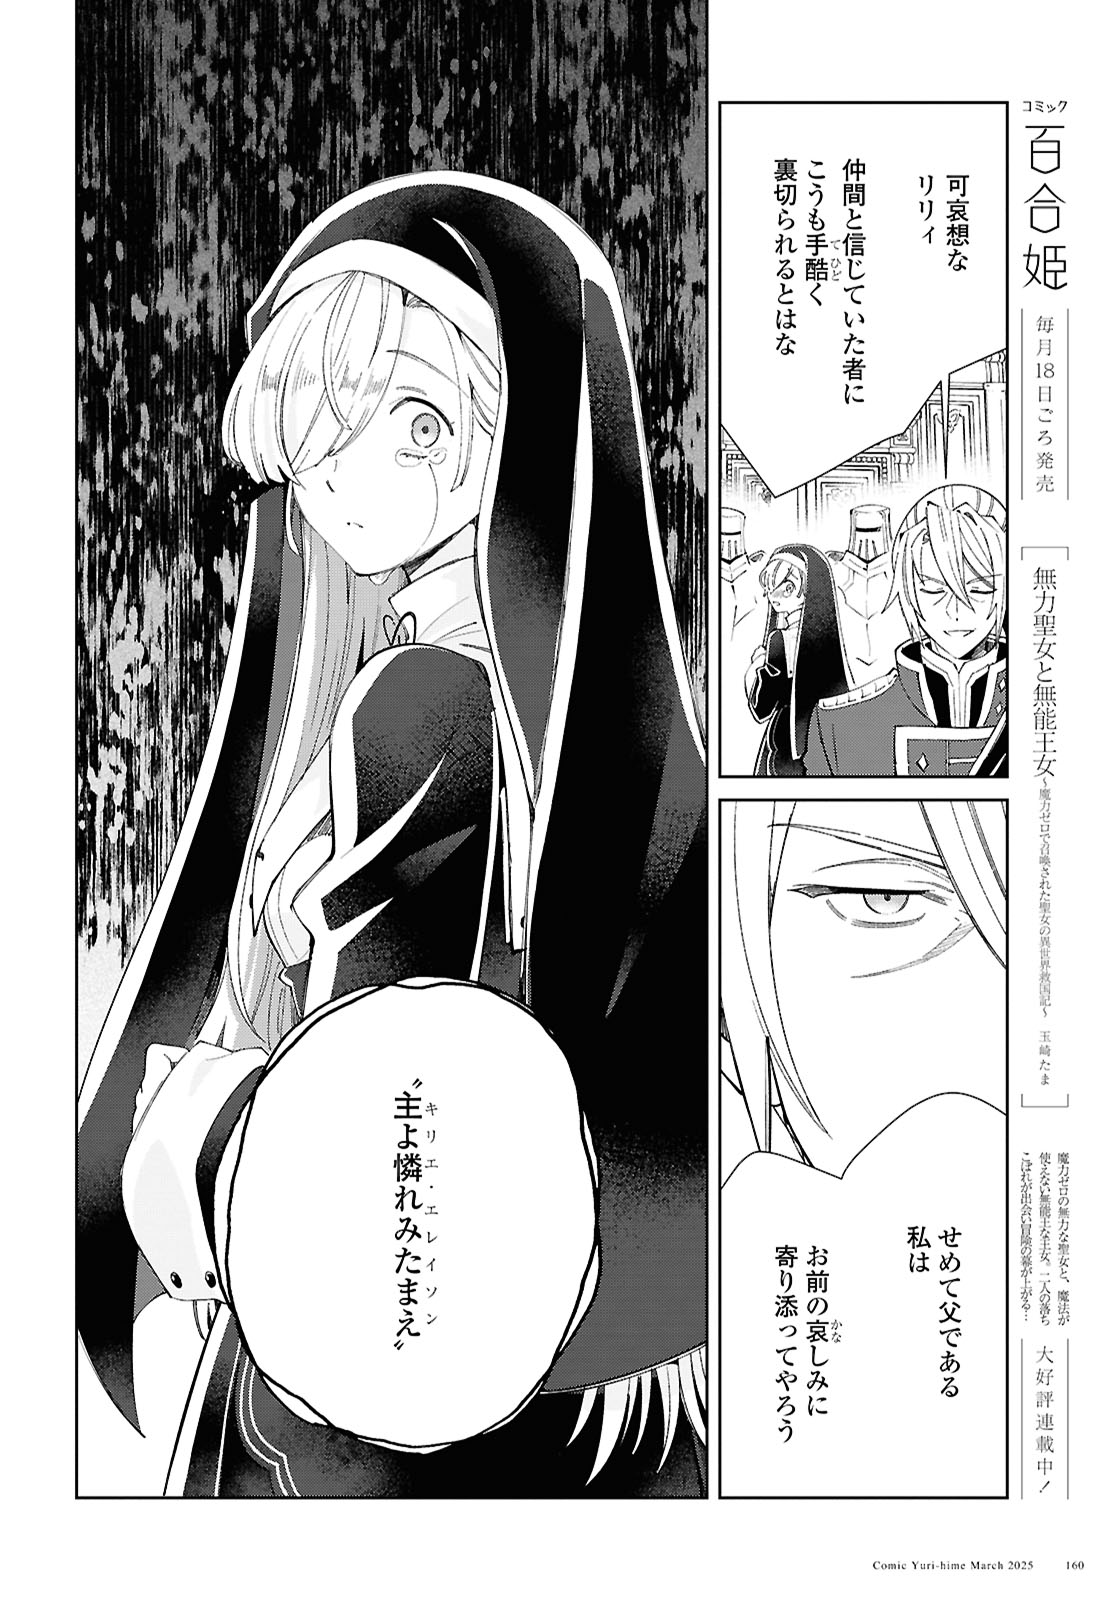 コミック
百合姫
毎月18日ごろ発売
無力聖女と無能王女
～魔力ゼロで召喚された聖女の異世界救国記～
玉崎たま
魔力ゼロの無力な聖女と、魔法が
使えない無能王な王女。二人の落ち
こぼれが出会い冒険の幕が上がる…
大好評連載中！
可哀想な
リリィ
仲間と信じていた者に
こうも手酷く
てひど
裏切られるとはな
せめて父である
私は
お前の哀しみに
かな
寄り添ってやろう
〝主よ憐れみたまえ〟
キリエ・エレイソン
Comic Yuri-hime March 2025
160